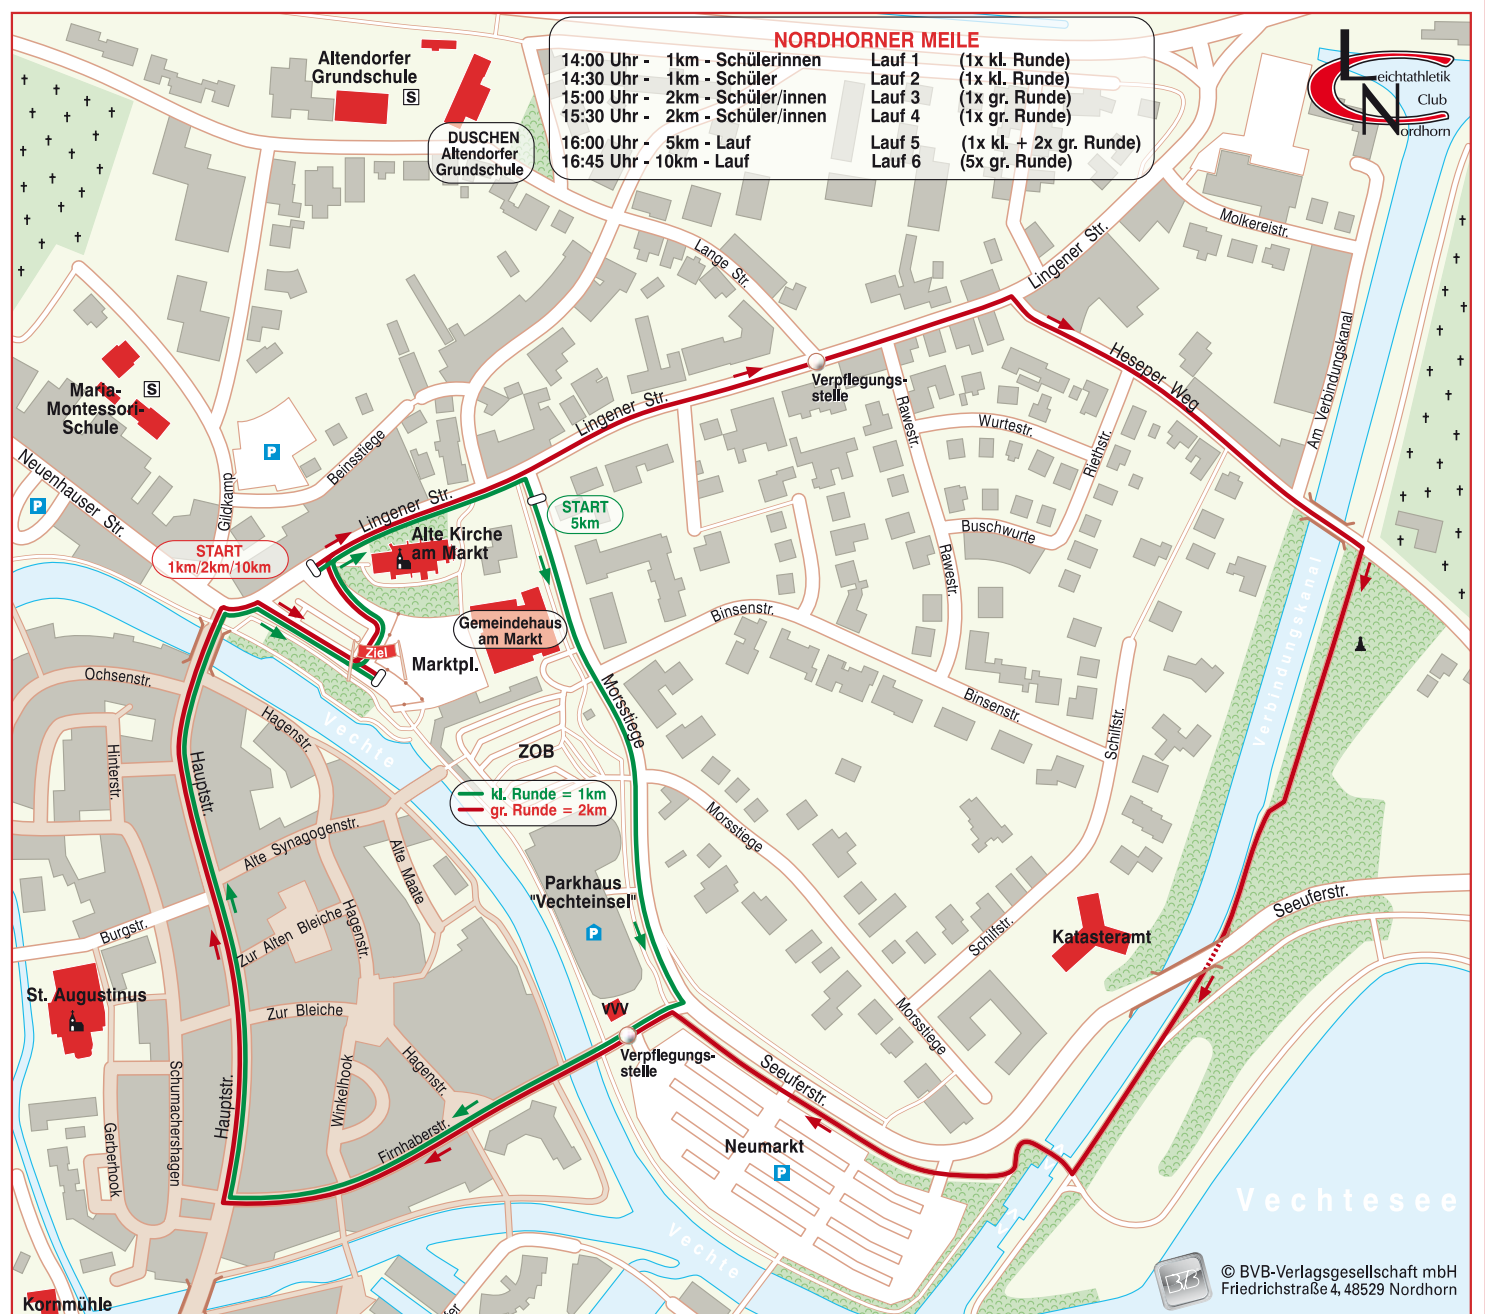 NORDHORNER MEILE
14:00 Uhr - 1km - Schülerinnen Lauf 1 (1x kl. Runde)
14:30 Uhr - 1km - Schüler Lauf 2 (1x kl. Runde)
15:00 Uhr - 2km - Schüler/innen Lauf 3 (1x gr. Runde)
15:30 Uhr - 2km - Schüler/innen Lauf 4 (1x gr. Runde)
16:00 Uhr - 5km - Lauf Lauf 5 (1x kl. + 2x gr. Runde)
16:45 Uhr - 10km - Lauf Lauf 6 (5x gr. Runde)
Leichtathletik
Club
Nordhorn
Altendorfer
Grundschule
S
DUSCHEN
Altendorfer
Grundschule
Molkereistr.
Lange Str.
Lingener Str.
Am Verbindungskanal
Heseper Weg
Maria-
Montessori-
Schule
S
Verpflegungs-
stelle
Lingener Str.
Rawestr.
Wurtestr.
Riethstr.
P
Beinsstiege
Gildkamp
Neuenhauser Str.
P
Lingener Str.
START
5km
Alte Kirche
am Markt
Buschwurte
START
1km/2km/10km
Rawestr.
Verbindungskanal
Binsenstr.
Gemeindehaus
am Markt
Ziel
Marktpl.
Ochsenstr.
Hagenstr.
Vechte
Morsstiege
Binsenstr.
Schilfstr.
Hinterstr.
Hauptstr.
ZOB
kl. Runde = 1km
gr. Runde = 2km
Alte Synagogenstr.
Alte Maate
Morsstiege
Parkhaus
"Vechteinsel"
P
Seeuferstr.
Burgstr.
Zur Alten Bleiche
Hagenstr.
Schilfstr.
Katasteramt
St. Augustinus
VVV
Zur Bleiche
Morsstiege
Verpflegungs-
stelle
Hagenstr.
Seeuferstr.
Schumachershagen
Hauptstr.
Winkelhook
Firnhaberstr.
Gerberhook
Neumarkt
P
Vechtesee
Vechte
Kornmühle
BVB
© BVB-Verlagsgesellschaft mbH
Friedrichstraße 4, 48529 Nordhorn